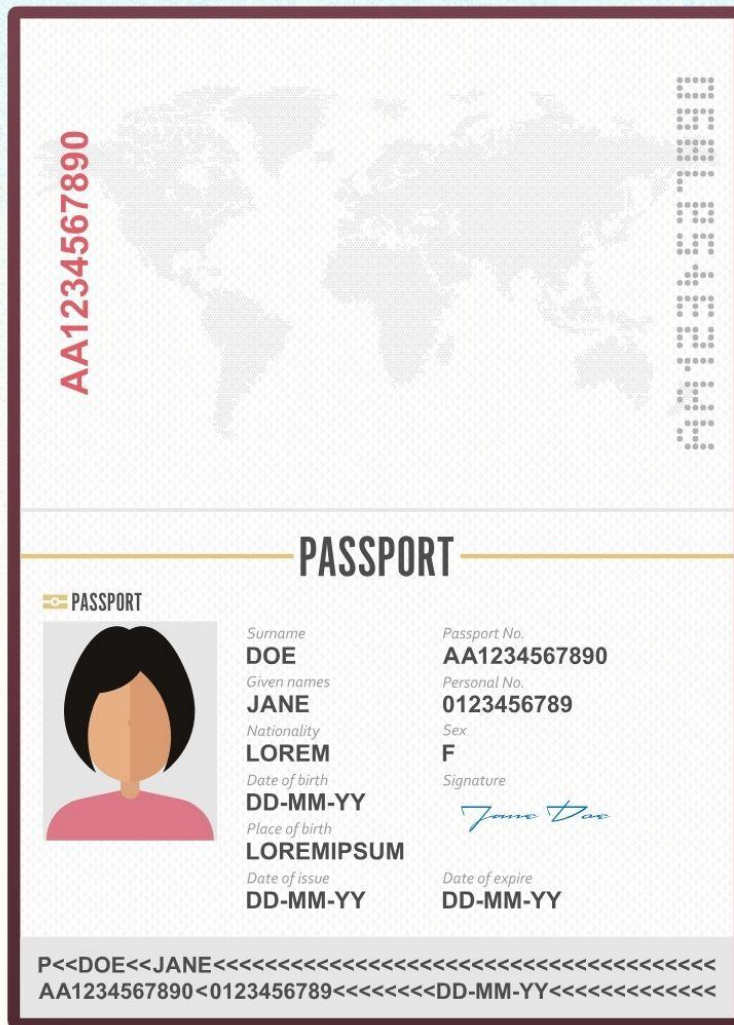 AA1234567890
AA1234567890
PASSPORT
PASSPORT
Surname
DOE
Passport No.
AA1234567890
Given names
JANE
Personal No.
0123456789
Nationality
LOREM
Sex
F
Date of birth
DD-MM-YY
Signature
Jane Doe
Place of birth
LOREMIPSUM
Date of issue
DD-MM-YY
Date of expire
DD-MM-YY
P<<DOE<<JANE<<<<<<<<<<<<<<<<<<<<<<<<<<<<<<<<<<<<<<<
AA1234567890<0123456789<<<<<<<<DD-MM-YY<<<<<<<<<<<<<